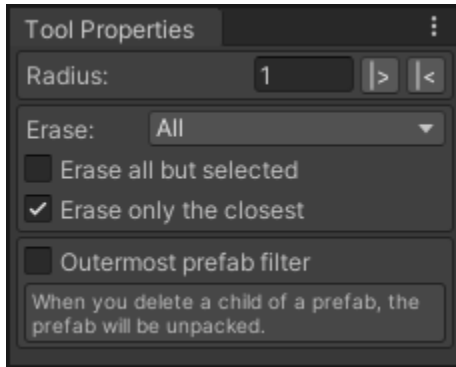 Tool Properties
Radius: 1 |> |<
Erase: All
Erase all but selected
Erase only the closest
Outermost prefab filter
When you delete a child of a prefab, the
prefab will be unpacked.